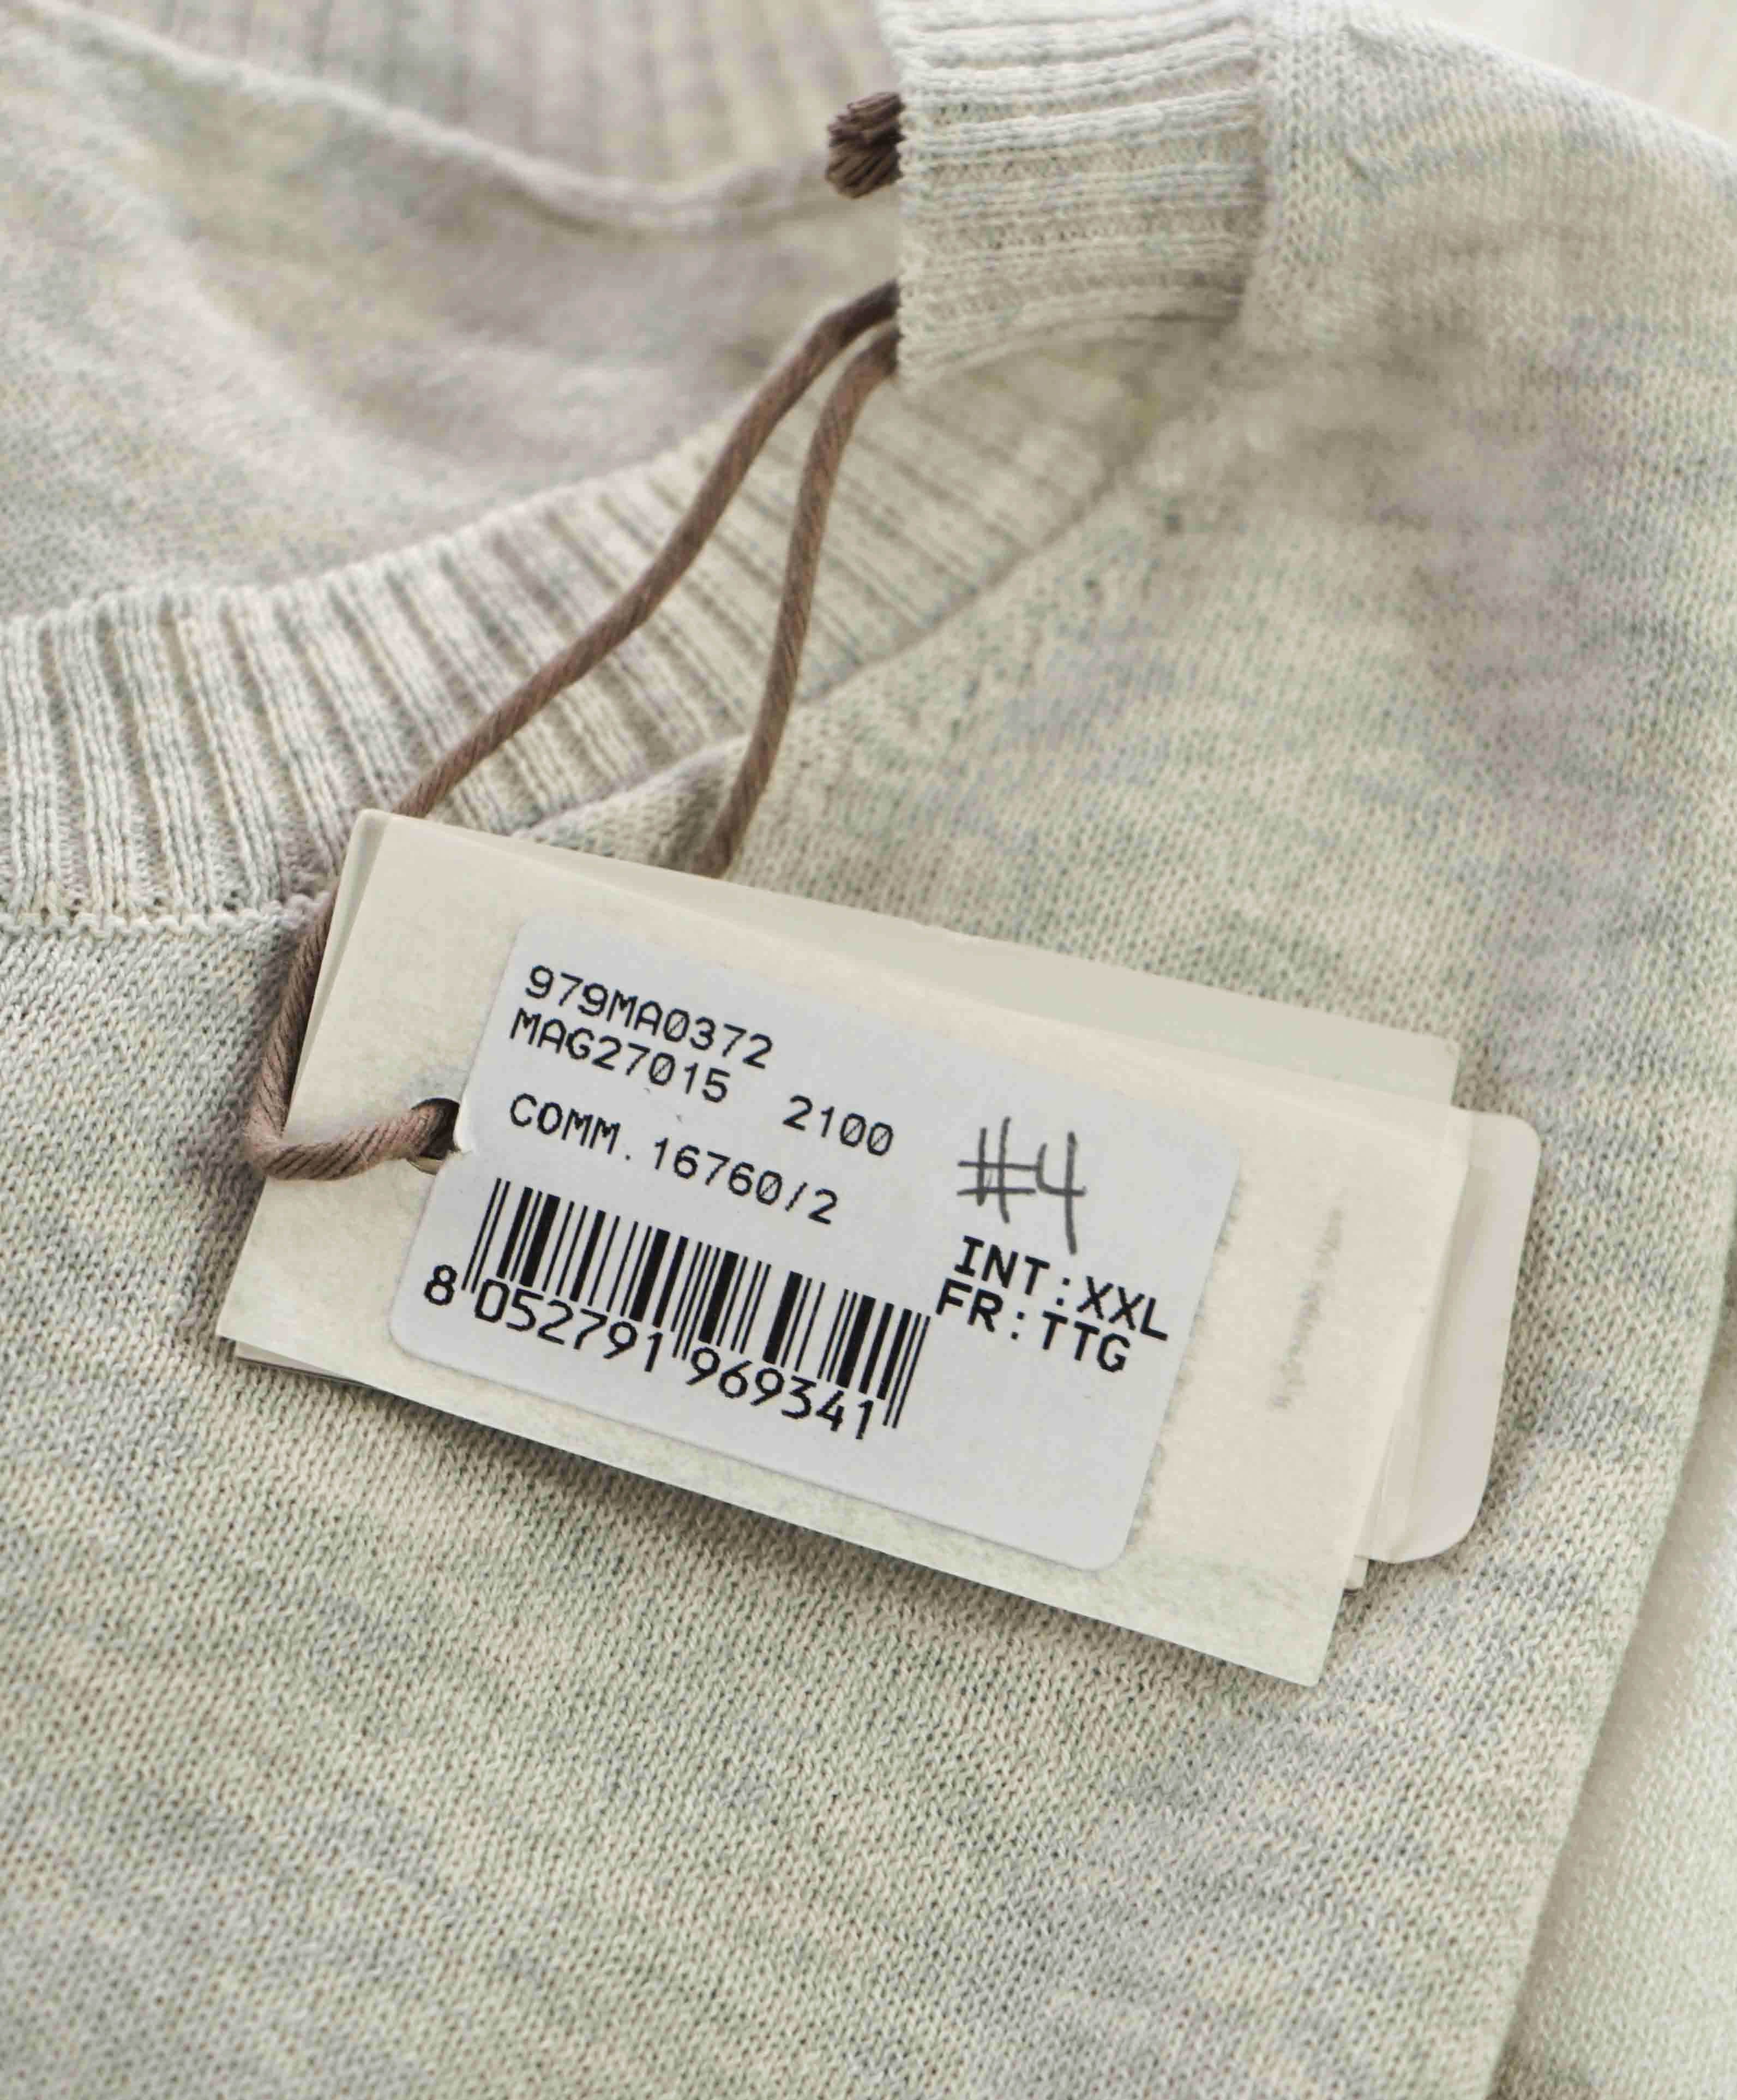 979MA0372
MAG27015 2100
COMM.16760/2
#4
INT:XXL
FR:TTG
8 052791 969341